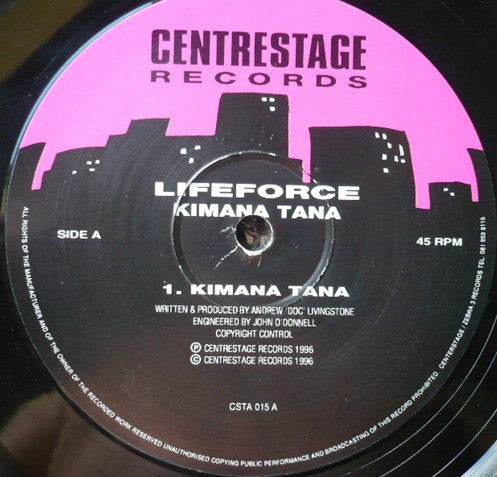 CENTRESTAGE
RECORDS
LIFEFORCE
KIMANA TANA
SIDE A
45 RPM
1. KIMANA TANA
WRITTEN & PRODUCED BY ANDREW 'DOC' LIVINGSTONE
ENGINEERED BY JOHN O'DONNELL
COPYRIGHT CONTROL
Ⓟ CENTRESTAGE RECORDS 1996
© CENTRESTAGE RECORDS 1996
CSTA 015 A
ALL RIGHTS OF THE MANUFACTURER AND OF THE OWNER OF THE RECORDED WORK RESERVED UNAUTHORISED COPYING PUBLIC PERFORMANCE AND BROADCASTING OF THIS RECORD PROHIBITED CENTERSTAGE / ZEBRA 3 RECORDS TEL. 081 953 8115